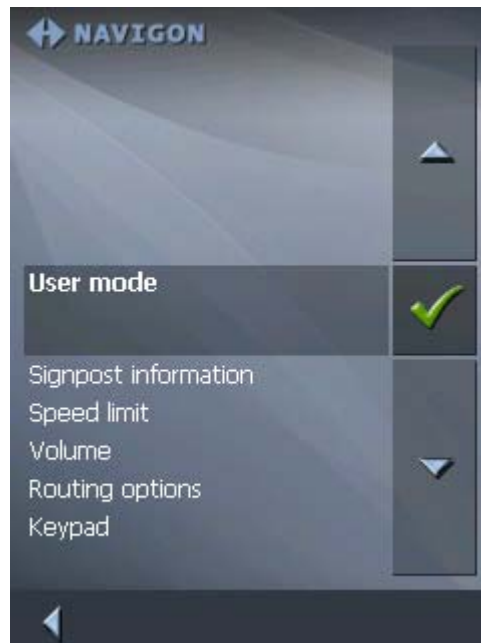 NAVIGON
User mode
Signpost information
Speed limit
Volume
Routing options
Keypad